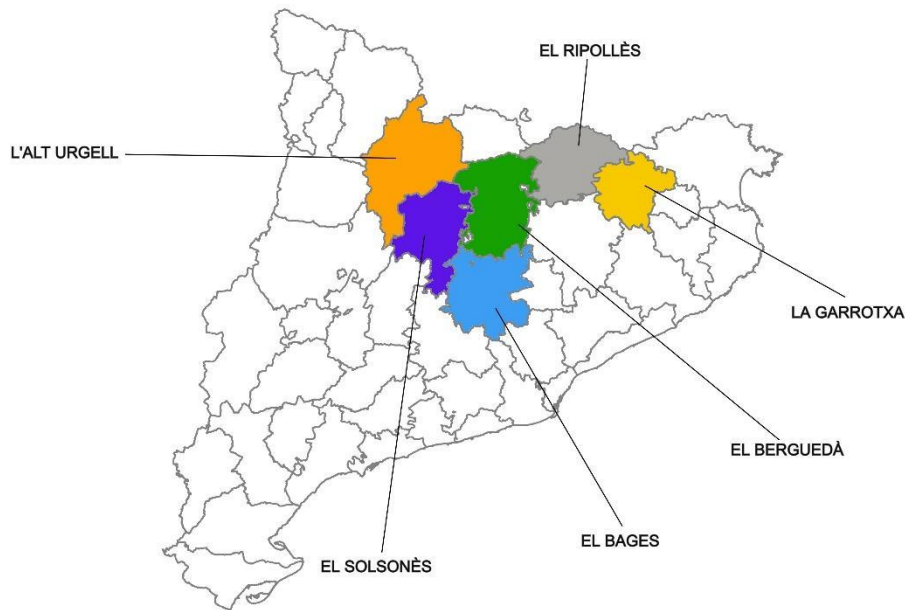 EL RIPOLLÈS
L'ALT URGELL
LA GARROTXA
EL BERGUEDÀ
EL BAGES
EL SOLSONÈS